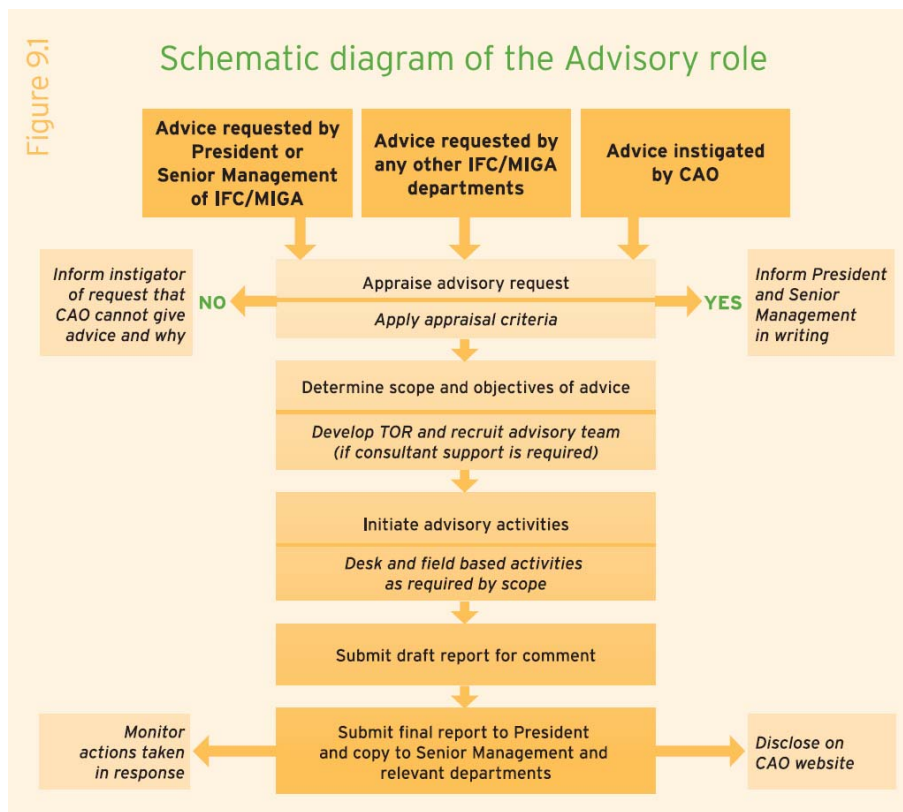 Figure 9.1
Schematic diagram of the Advisory role
Advice requested by
President or
Senior Management
of IFC/MIGA
Advice requested by
any other IFC/MIGA
departments
Advice instigated
by CAO
Inform instigator
of request that
CAO cannot give
advice and why
NO
Appraise advisory request
Apply appraisal criteria
YES
Inform President
and Senior
Management
in writing
Determine scope and objectives of advice
Develop TOR and recruit advisory team
(if consultant support is required)
Initiate advisory activities
Desk and field based activities
as required by scope
Submit draft report for comment
Monitor
actions taken
in response
Submit final report to President
and copy to Senior Management and
relevant departments
Disclose on
CAO website